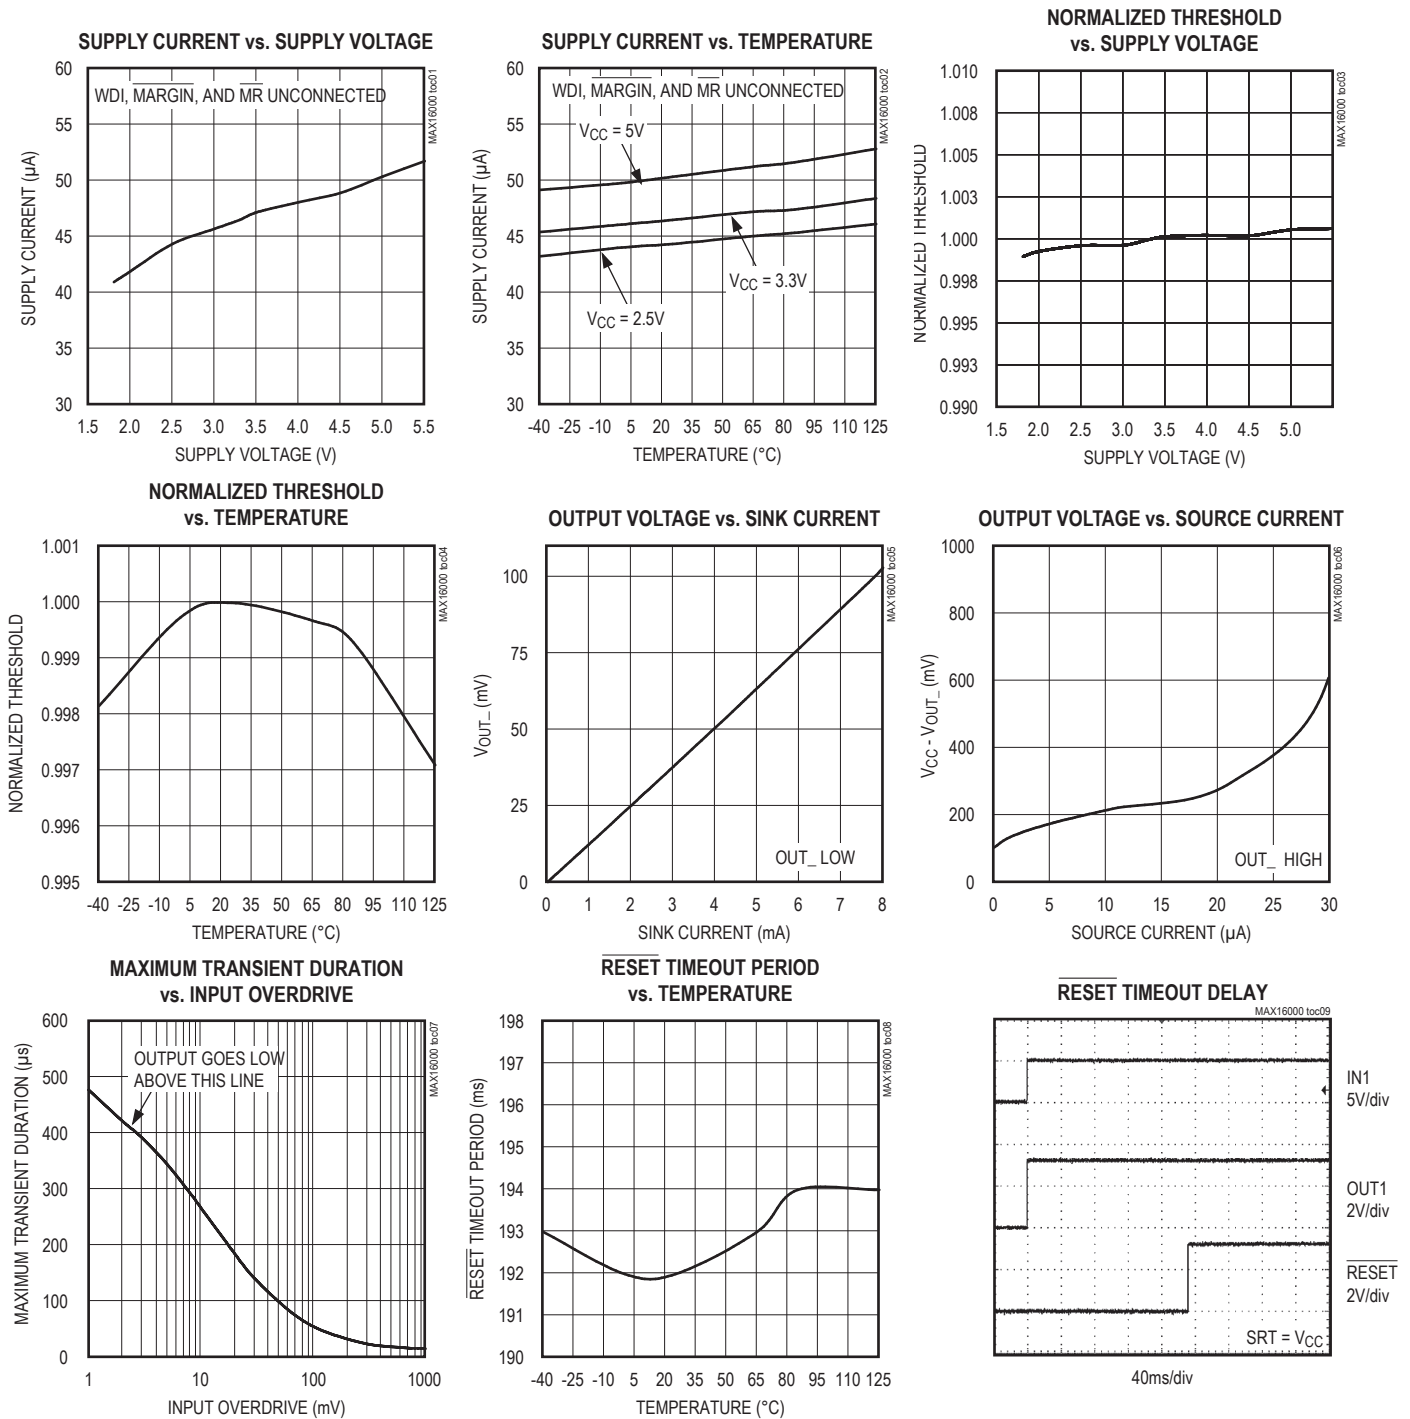 SUPPLY CURRENT vs. SUPPLY VOLTAGE
MAX16000 toc01
WDI, MARGIN, AND MR UNCONNECTED
SUPPLY CURRENT (µA)
60
55
50
45
40
35
30
1.5 2.0 2.5 3.0 3.5 4.0 4.5 5.0 5.5
SUPPLY VOLTAGE (V)
SUPPLY CURRENT vs. TEMPERATURE
MAX16000 toc02
WDI, MARGIN, AND MR UNCONNECTED
VCC = 5V
VCC = 3.3V
VCC = 2.5V
SUPPLY CURRENT (µA)
60
55
50
45
40
35
30
-40 -25 -10 5 20 35 50 65 80 95 110 125
TEMPERATURE (°C)
NORMALIZED THRESHOLD
vs. SUPPLY VOLTAGE
MAX16000 toc03
NORMALIZED THRESHOLD
1.010
1.008
1.005
1.003
1.000
0.998
0.995
0.993
0.990
1.5 2.0 2.5 3.0 3.5 4.0 4.5 5.0
SUPPLY VOLTAGE (V)
NORMALIZED THRESHOLD
vs. TEMPERATURE
MAX16000 toc04
NORMALIZED THRESHOLD
1.001
1.000
0.999
0.998
0.997
0.996
0.995
-40 -25 -10 5 20 35 50 65 80 95 110 125
TEMPERATURE (°C)
OUTPUT VOLTAGE vs. SINK CURRENT
MAX16000 toc05
VOUT_ (mV)
100
75
50
25
0
OUT_ LOW
0 1 2 3 4 5 6 7 8
SINK CURRENT (mA)
OUTPUT VOLTAGE vs. SOURCE CURRENT
MAX16000 toc06
VCC - VOUT_ (mV)
1000
800
600
400
200
0
OUT_ HIGH
0 5 10 15 20 25 30
SOURCE CURRENT (µA)
MAXIMUM TRANSIENT DURATION
vs. INPUT OVERDRIVE
MAX16000 toc07
OUTPUT GOES LOW
ABOVE THIS LINE
MAXIMUM TRANSIENT DURATION (µs)
600
500
400
300
200
100
0
1 10 100 1000
INPUT OVERDRIVE (mV)
RESET TIMEOUT PERIOD
vs. TEMPERATURE
MAX16000 toc08
RESET TIMEOUT PERIOD (ms)
198
197
196
195
194
193
192
191
190
-40 -25 -10 5 20 35 50 65 80 95 110 125
TEMPERATURE (°C)
RESET TIMEOUT DELAY
MAX16000 toc09
IN1
5V/div
OUT1
2V/div
RESET
2V/div
SRT = VCC
40ms/div